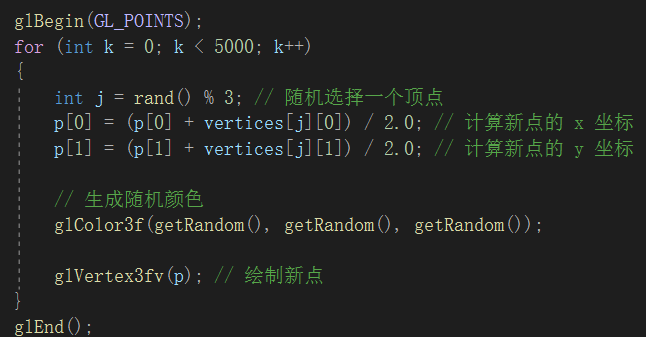 glBegin(GL_POINTS);
for (int k = 0; k < 5000; k++)
{
int j = rand() % 3; // 随机选择一个顶点
p[0] = (p[0] + vertices[j][0]) / 2.0; // 计算新点的 x 坐标
p[1] = (p[1] + vertices[j][1]) / 2.0; // 计算新点的 y 坐标
// 生成随机颜色
glColor3f(getRandom(), getRandom(), getRandom());
glVertex3fv(p); // 绘制新点
}
glEnd();